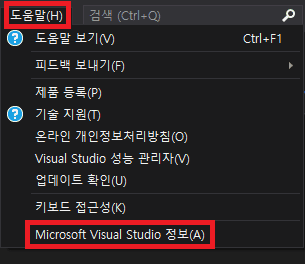 도움말(H) 검색 (Ctrl+Q)
도움말 보기(V) Ctrl+F1
피드백 보내기(F)
제품 등록(P)
기술 지원(T)
온라인 개인정보처리방침(O)
Visual Studio 성능 관리자(V)
업데이트 확인(U)
키보드 접근성(K)
Microsoft Visual Studio 정보(A)